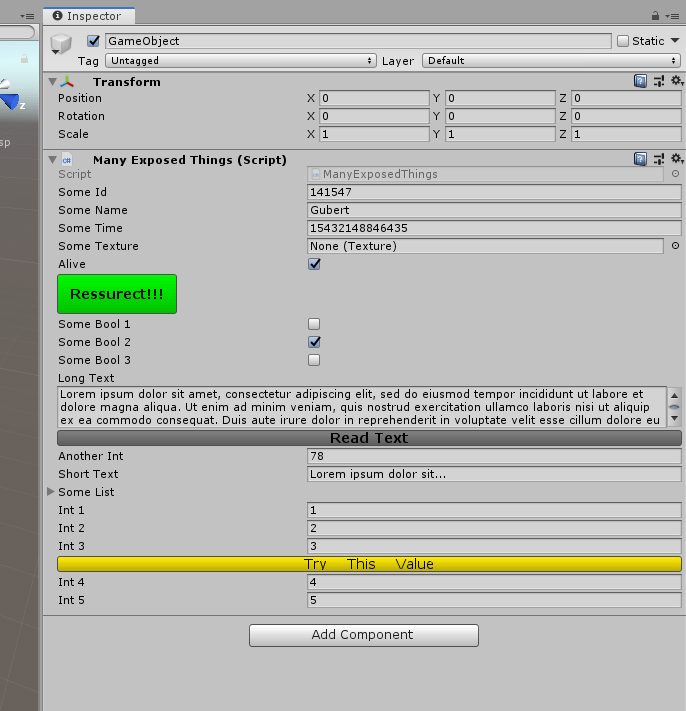 Inspector
GameObject
Static
Tag Untagged Layer Default
z
sp
Transform
Position X 0 Y 0 Z 0
Rotation X 0 Y 0 Z 0
Scale X 1 Y 1 Z 1
Many Exposed Things (Script)
Script ManyExposedThings
Some Id 141547
Some Name Gubert
Some Time 15432148846435
Some Texture None (Texture)
Alive
Ressurect!!!
Some Bool 1
Some Bool 2
Some Bool 3
Long Text
Lorem ipsum dolor sit amet, consectetur adipiscing elit, sed do eiusmod tempor incididunt ut labore et
dolore magna aliqua. Ut enim ad minim veniam, quis nostrud exercitation ullamco laboris nisi ut aliquip
ex ea commodo consequat. Duis aute irure dolor in reprehenderit in voluptate velit esse cillum dolore eu
Read Text
Another Int 78
Short Text Lorem ipsum dolor sit...
Some List
Int 1 1
Int 2 2
Int 3 3
Try This Value
Int 4 4
Int 5 5
Add Component